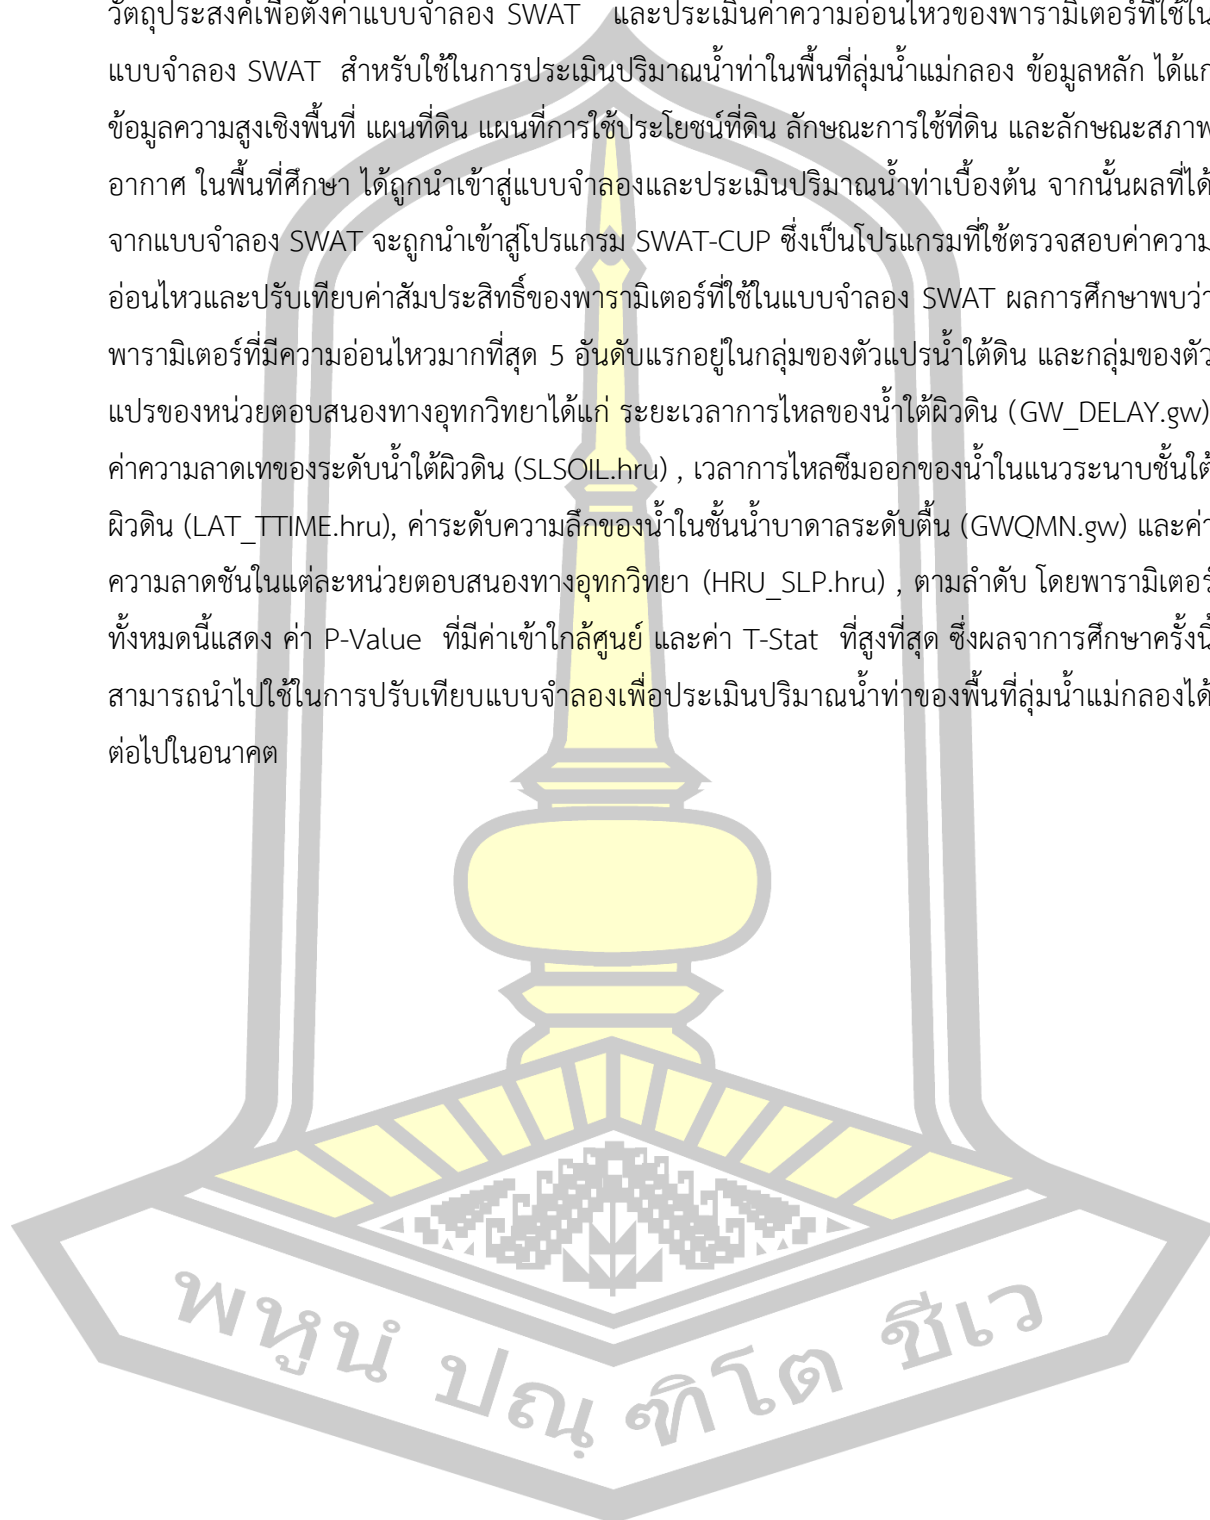 วัตถุประสงค์เพื่อตั้งค่าแบบจำลอง SWAT และประเมินค่าความอ่อนไหวของพารามิเตอร์ที่ใช้ใน
แบบจำลอง SWAT สำหรับใช้ในการประเมินปริมาณน้ำท่าในพื้นที่ลุ่มน้ำแม่กลอง ข้อมูลหลัก ได้แก่
ข้อมูลความสูงเชิงพื้นที่ แผนที่ดิน แผนที่การใช้ประโยชน์ที่ดิน ลักษณะการใช้ที่ดิน และลักษณะสภาพ
อากาศ ในพื้นที่ศึกษา ได้ถูกนำเข้าสู่แบบจำลองและประเมินปริมาณน้ำท่าเบื้องต้น จากนั้นผลที่ได้
จากแบบจำลอง SWAT จะถูกนำเข้าสู่โปรแกรม SWAT-CUP ซึ่งเป็นโปรแกรมที่ใช้ตรวจสอบค่าความ
อ่อนไหวและปรับเทียบค่าสัมประสิทธิ์ของพารามิเตอร์ที่ใช้ในแบบจำลอง SWAT ผลการศึกษาพบว่า
พารามิเตอร์ที่มีความอ่อนไหวมากที่สุด 5 อันดับแรกอยู่ในกลุ่มของตัวแปรน้ำใต้ดิน และกลุ่มของตัว
แปรของหน่วยตอบสนองทางอุทกวิทยาได้แก่ ระยะเวลาการไหลของน้ำใต้ผิวดิน (GW_DELAY.gw)
ค่าความลาดเทของระดับน้ำใต้ผิวดิน (SLSOIL.hru) , เวลาการไหลซึมออกของน้ำในแนวระนาบชั้นใต้
ผิวดิน (LAT_TTIME.hru), ค่าระดับความลึกของน้ำในชั้นน้ำบาดาลระดับตื้น (GWQMN.gw) และค่า
ความลาดชันในแต่ละหน่วยตอบสนองทางอุทกวิทยา (HRU_SLP.hru) , ตามลำดับ โดยพารามิเตอร์
ทั้งหมดนี้แสดง ค่า P-Value ที่มีค่าเข้าใกล้ศูนย์ และค่า T-Stat ที่สูงที่สุด ซึ่งผลจาการศึกษาครั้งนี้
สามารถนำไปใช้ในการปรับเทียบแบบจำลองเพื่อประเมินปริมาณน้ำท่าของพื้นที่ลุ่มน้ำแม่กลองได้
ต่อไปในอนาคต
พหูนํ ปณฺฑิโต ชีเว